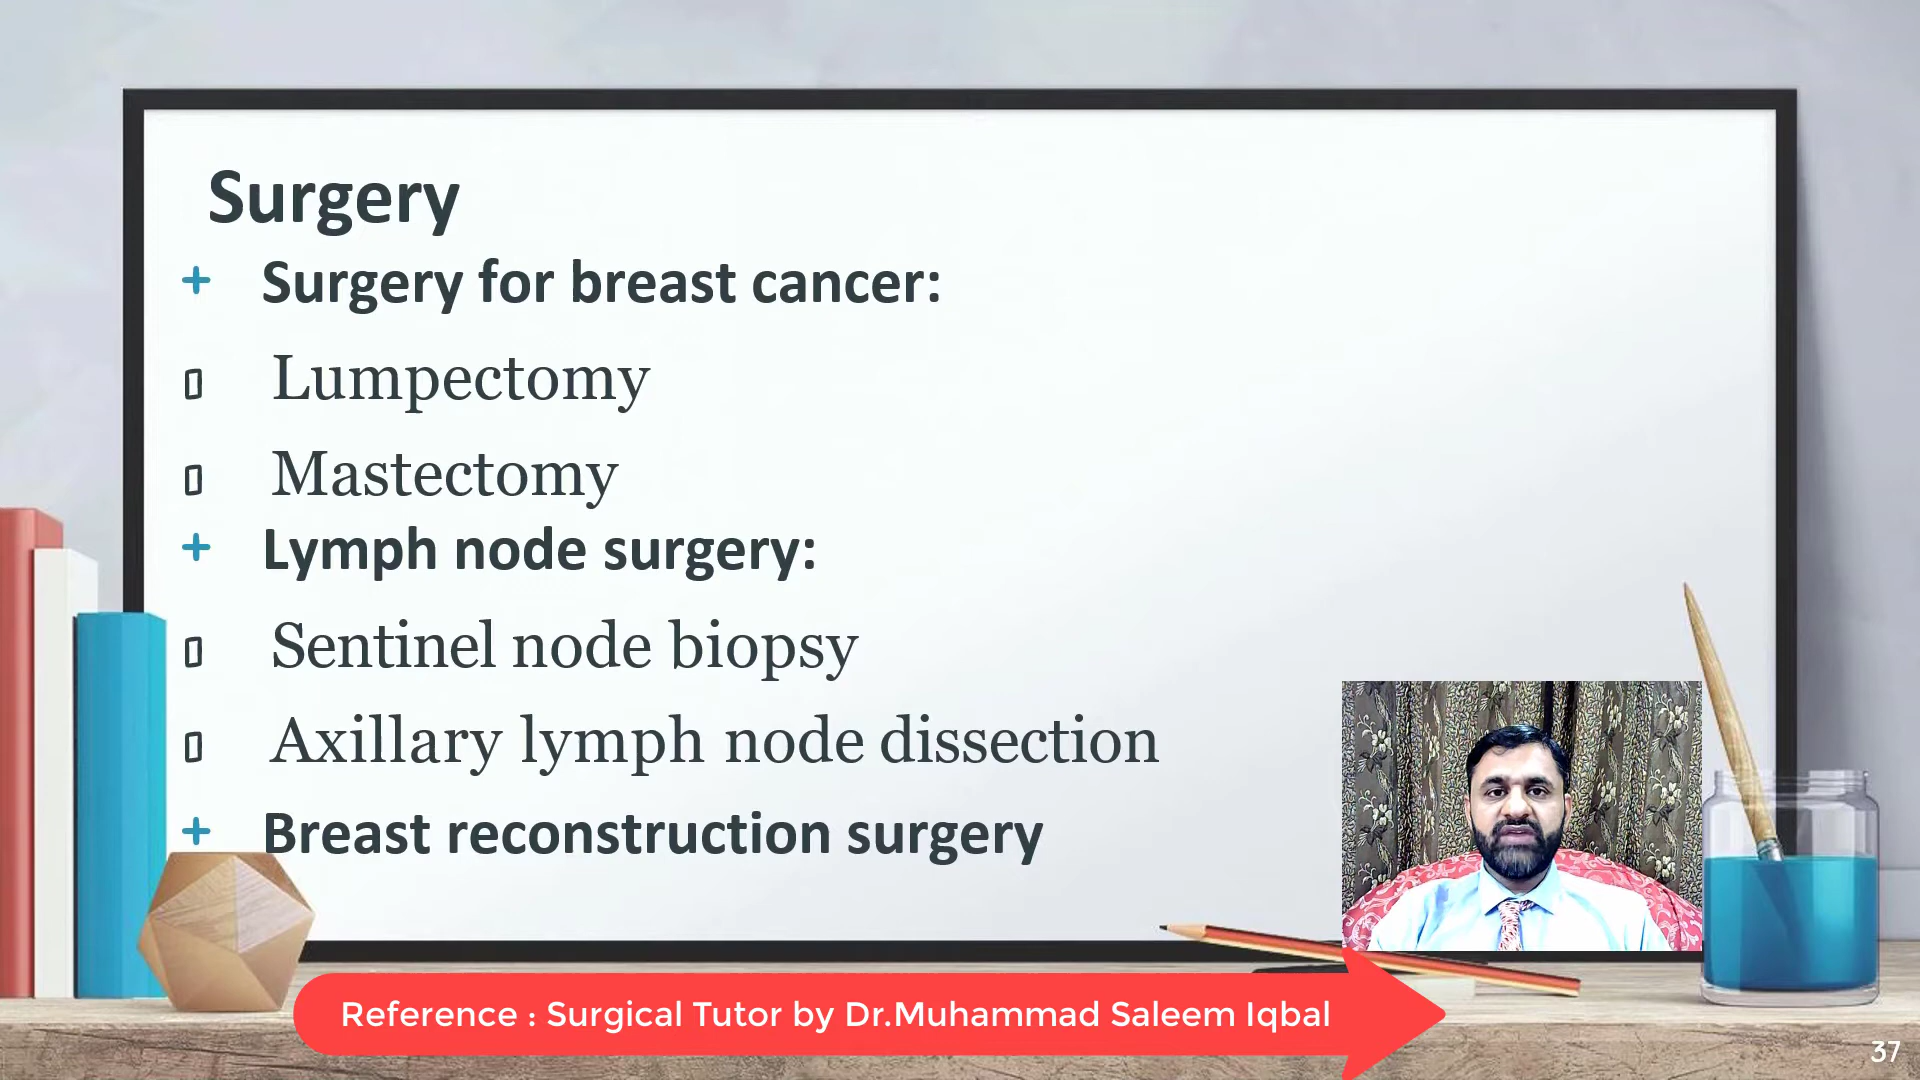 Surgery
+ Surgery for breast cancer:
▯ Lumpectomy
▯ Mastectomy
+ Lymph node surgery:
▯ Sentinel node biopsy
▯ Axillary lymph node dissection
+ Breast reconstruction surgery
Reference : Surgical Tutor by Dr.Muhammad Saleem Iqbal
37